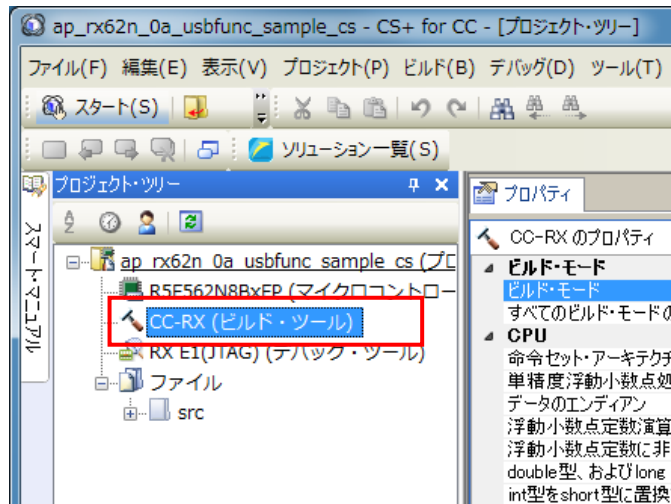 ap_rx62n_0a_usbfunc_sample_cs - CS+ for CC - [プロジェクト・ツリー]
ファイル(F) 編集(E) 表示(V) プロジェクト(P) ビルド(B) デバッグ(D) ツール(T)
スタート(S)
ソリューション一覧(S)
スマート・マニュアル
プロジェクト・ツリー
ap_rx62n_0a_usbfunc_sample_cs (プロ
R5F562N8BxFP (マイクロコントロー
CC-RX (ビルド・ツール)
RX E1(JTAG) (デバッグ・ツール)
ファイル
src
プロパティ
CC-RX のプロパティ
ビルド・モード
ビルド・モード
すべてのビルド・モードの
CPU
命令セット・アーキテクチ
単精度浮動小数点処
データのエンディアン
浮動小数点定数演算
浮動小数点定数に非
double型、およびlong
int型をshort型に置換